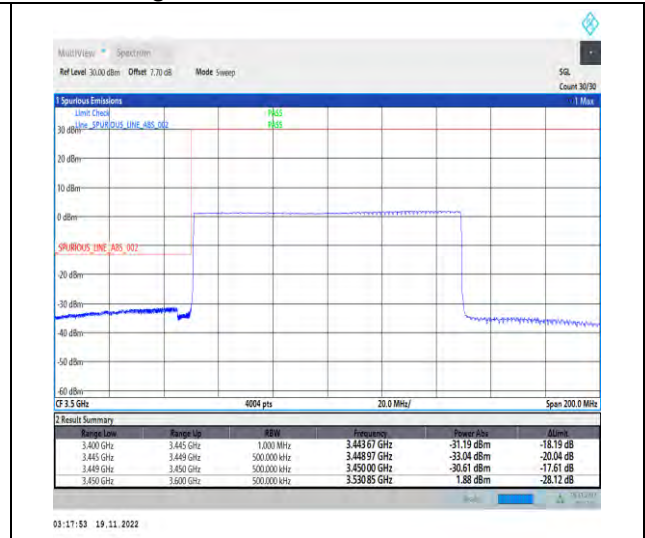 MultiView Spectrum
Ref Level 30.00 dBm Offset 7.70 dB Mode Sweep SGL
Count 30/30
1 Spurious Emissions 1 Max
Limit Check PASS
Line _SPURIOUS_LINE_ABS_002 PASS
30 dBm
20 dBm
10 dBm
0 dBm
_SPURIOUS_LINE_ABS_002
-20 dBm
-30 dBm
-40 dBm
-50 dBm
-60 dBm
CF 3.5 GHz 4004 pts 20.0 MHz/ Span 200.0 MHz
2 Result Summary
Range Low Range Up RBW Frequency Power Abs ΔLimit
3.400 GHz 3.445 GHz 1.000 MHz 3.443 67 GHz -31.19 dBm -18.19 dB
3.445 GHz 3.449 GHz 500.000 kHz 3.448 97 GHz -33.04 dBm -20.04 dB
3.449 GHz 3.450 GHz 500.000 kHz 3.450 00 GHz -30.61 dBm -17.61 dB
3.450 GHz 3.600 GHz 500.000 kHz 3.530 85 GHz 1.88 dBm -28.12 dB
03:17:53 19.11.2022